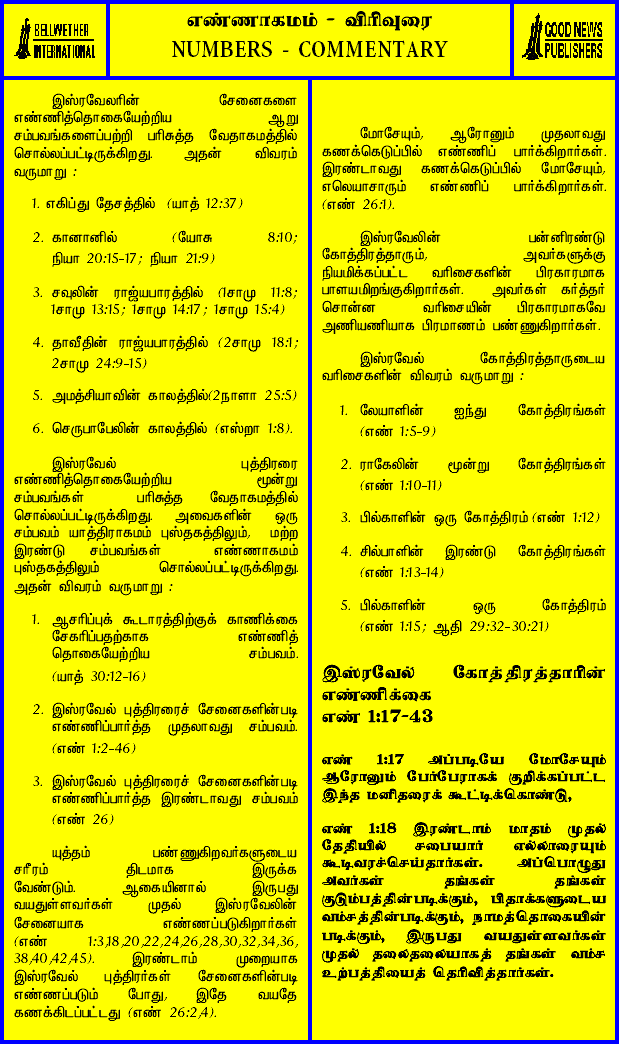 BELLWETHER
INTERNATIONAL
எண்ணாகமம் - விரிவுரை
NUMBERS - COMMENTARY
GOOD NEWS
PUBLISHERS
இஸ்ரவேலரின் சேனைகளை
எண்ணித்தொகையேற்றிய ஆறு
சம்பவங்களைப்பற்றி பரிசுத்த வேதாகமத்தில்
சொல்லப்பட்டிருக்கிறது. அதன் விவரம்
வருமாறு :
1. எகிப்து தேசத்தில் (யாத் 12:37)
2. கானானில் (யோசு 8:10;
நியா 20:15-17; நியா 21:9)
3. சவுலின் ராஜ்யபாரத்தில் (1சாமு 11:8;
1சாமு 13:15; 1சாமு 14:17; 1சாமு 15:4)
4. தாவீதின் ராஜ்யபாரத்தில் (2சாமு 18:1;
2சாமு 24:9-15)
5. அமத்சியாவின் காலத்தில்(2நாளா 25:5)
6. செருபாபேலின் காலத்தில் (எஸ்றா 1:8).
இஸ்ரவேல் புத்திரரை
எண்ணித்தொகையேற்றிய மூன்று
சம்பவங்கள் பரிசுத்த வேதாகமத்தில்
சொல்லப்பட்டிருக்கிறது. அவைகளின் ஒரு
சம்பவம் யாத்திராகமம் புஸ்தகத்திலும், மற்ற
இரண்டு சம்பவங்கள் எண்ணாகமம்
புஸ்தகத்திலும் சொல்லப்பட்டிருக்கிறது.
அதன் விவரம் வருமாறு :
1. ஆசரிப்புக் கூடாரத்திற்குக் காணிக்கை
சேகரிப்பதற்காக எண்ணித்
தொகையேற்றிய சம்பவம்.
(யாத் 30:12-16)
2. இஸ்ரவேல் புத்திரரைச் சேனைகளின்படி
எண்ணிப்பார்த்த முதலாவது சம்பவம்.
(எண் 1:2-46)
3. இஸ்ரவேல் புத்திரரைச் சேனைகளின்படி
எண்ணிப்பார்த்த இரண்டாவது சம்பவம்
(எண் 26)
யுத்தம் பண்ணுகிறவர்களுடைய
சரீரம் திடமாக இருக்க
வேண்டும். ஆகையினால் இருபது
வயதுள்ளவர்கள் முதல் இஸ்ரவேலின்
சேனையாக எண்ணப்படுகிறார்கள்
(எண் 1:3,18,20,22,24,26,28,30,32,34,36,
38,40,42,45). இரண்டாம் முறையாக
இஸ்ரவேல் புத்திரர்கள் சேனைகளின்படி
எண்ணப்படும் போது, இதே வயதே
கணக்கிடப்பட்டது (எண் 26:2,4).
மோசேயும், ஆரோனும் முதலாவது
கணக்கெடுப்பில் எண்ணிப் பார்க்கிறார்கள்.
இரண்டாவது கணக்கெடுப்பில் மோசேயும்,
எலெயாசாரும் எண்ணிப் பார்க்கிறார்கள்.
(எண் 26:1).
இஸ்ரவேலின் பன்னிரண்டு
கோத்திரத்தாரும், அவர்களுக்கு
நியமிக்கப்பட்ட வரிசைகளின் பிரகாரமாக
பாளயமிறங்குகிறார்கள். அவர்கள் கர்த்தர்
சொன்ன வரிசையின் பிரகாரமாகவே
அணியணியாக பிரமாணம் பண்ணுகிறார்கள்.
இஸ்ரவேல் கோத்திரத்தாருடைய
வரிசைகளின் விவரம் வருமாறு :
1. லேயாளின் ஐந்து கோத்திரங்கள்
(எண் 1:5-9)
2. ராகேலின் மூன்று கோத்திரங்கள்
(எண் 1:10-11)
3. பில்காளின் ஒரு கோத்திரம் (எண் 1:12)
4. சில்பாளின் இரண்டு கோத்திரங்கள்
(எண் 1:13-14)
5. பில்காளின் ஒரு கோத்திரம்
(எண் 1:15; ஆதி 29:32-30:21)
இஸ்ரவேல் கோத்திரத்தாரின்
எண்ணிக்கை
எண் 1:17-43
எண் 1:17 அப்படியே மோசேயும்
ஆரோனும் பேர்பேராகக் குறிக்கப்பட்ட
இந்த மனிதரைக் கூட்டிக்கொண்டு,
எண் 1:18 இரண்டாம் மாதம் முதல்
தேதியில் சபையார் எல்லாரையும்
கூடிவரச்செய்தார்கள். அப்பொழுது
அவர்கள் தங்கள் தங்கள்
குடும்பத்தின்படிக்கும், பிதாக்களுடைய
வம்சத்தின்படிக்கும், நாமத்தொகையின்
படிக்கும், இருபது வயதுள்ளவர்கள்
முதல் தலைதலையாகத் தங்கள் வம்ச
உற்பத்தியைத் தெரிவித்தார்கள்.